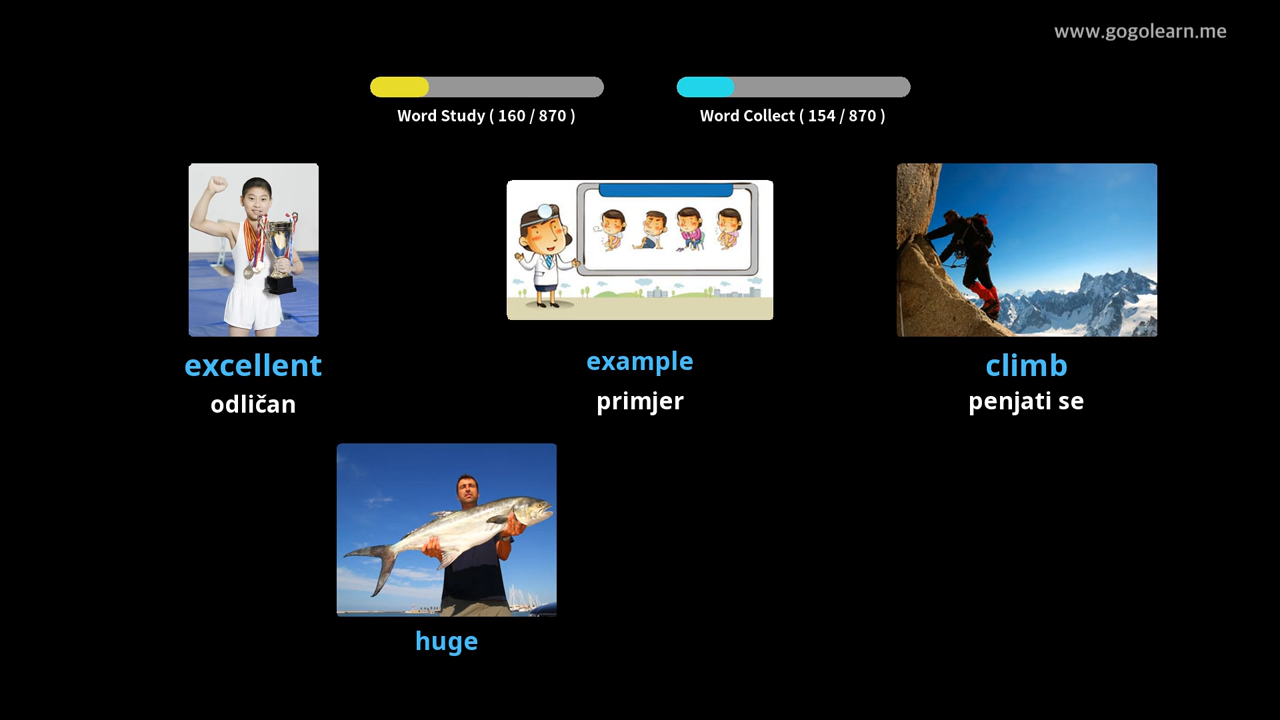 www.gogolearn.me
Word Study ( 160 / 870 )
Word Collect ( 154 / 870 )
excellent
odličan
example
primjer
climb
penjati se
huge